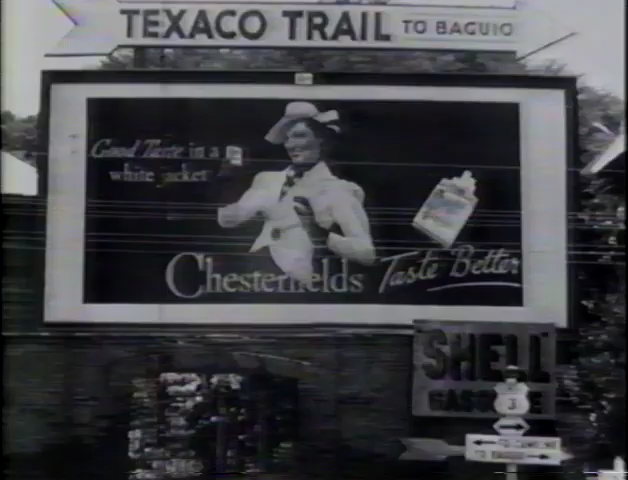 TEXACO TRAIL TO BAGUIO
Good Taste in a
white jacket
Chesterfields Taste Better
SHELL
GASOLINE
3
TO BAGUIO